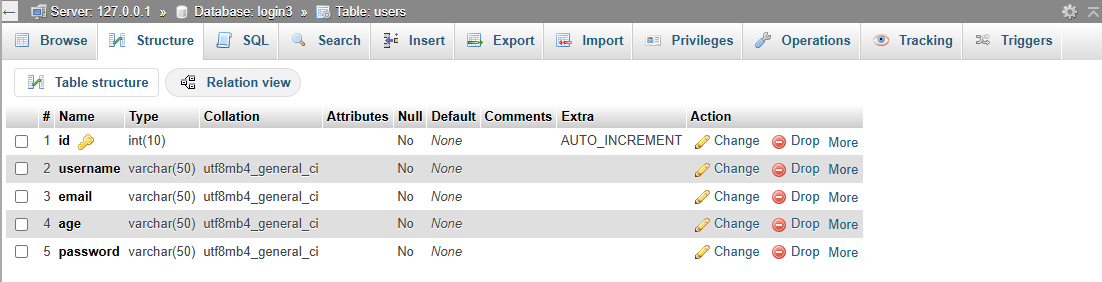 Server: 127.0.0.1 » Database: login3 » Table: users
Browse Structure SQL Search Insert Export Import Privileges Operations Tracking Triggers
Table structure Relation view
# Name Type Collation Attributes Null Default Comments Extra Action
1 id int(10) No None AUTO_INCREMENT Change Drop More
2 username varchar(50) utf8mb4_general_ci No None Change Drop More
3 email varchar(50) utf8mb4_general_ci No None Change Drop More
4 age varchar(50) utf8mb4_general_ci No None Change Drop More
5 password varchar(50) utf8mb4_general_ci No None Change Drop More